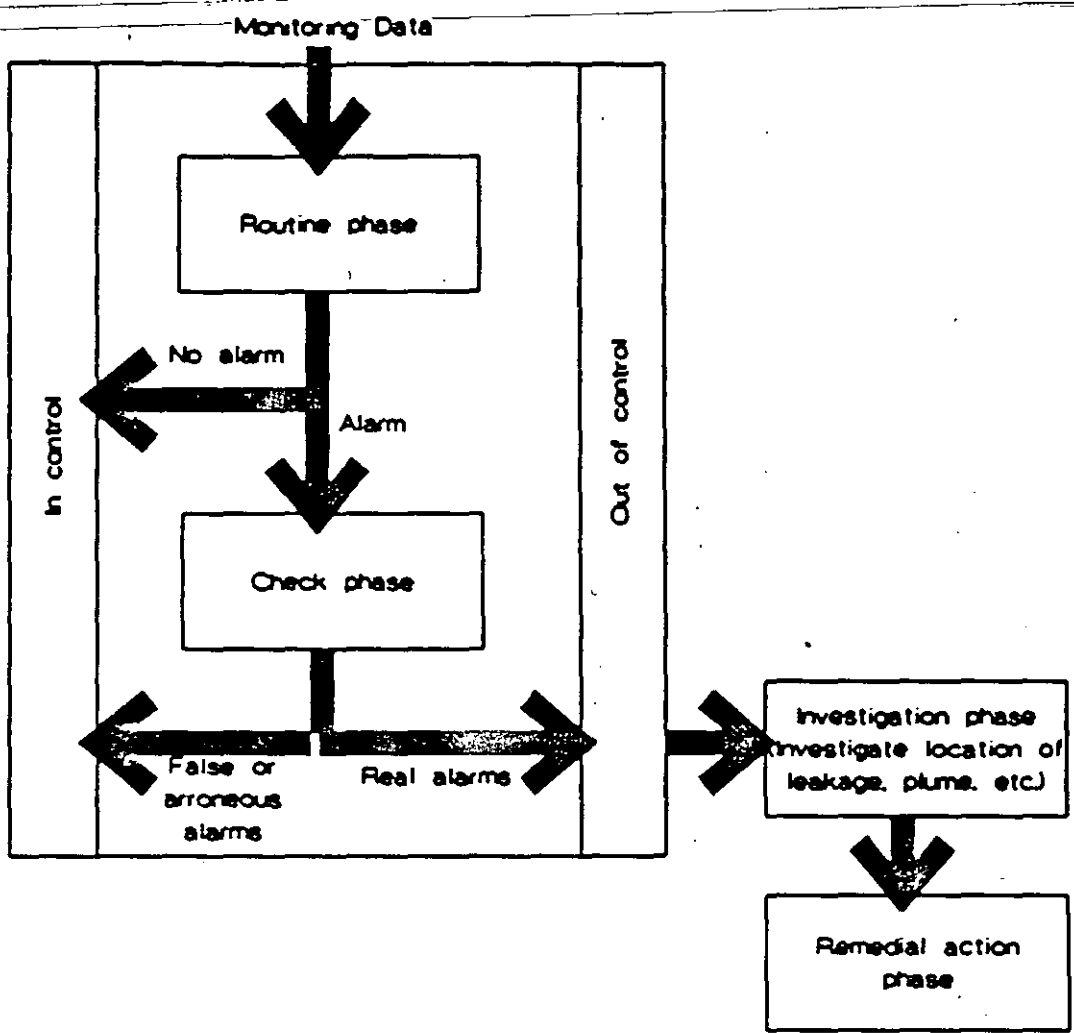 Monitoring Data
Routine phase
No alarm
Alarm
In control
Out of control
Check phase
False or
arroneous
alarms
Real alarms
Investigation phase
(Investigate location of
leakage, plume, etc.)
Remedial action
phase